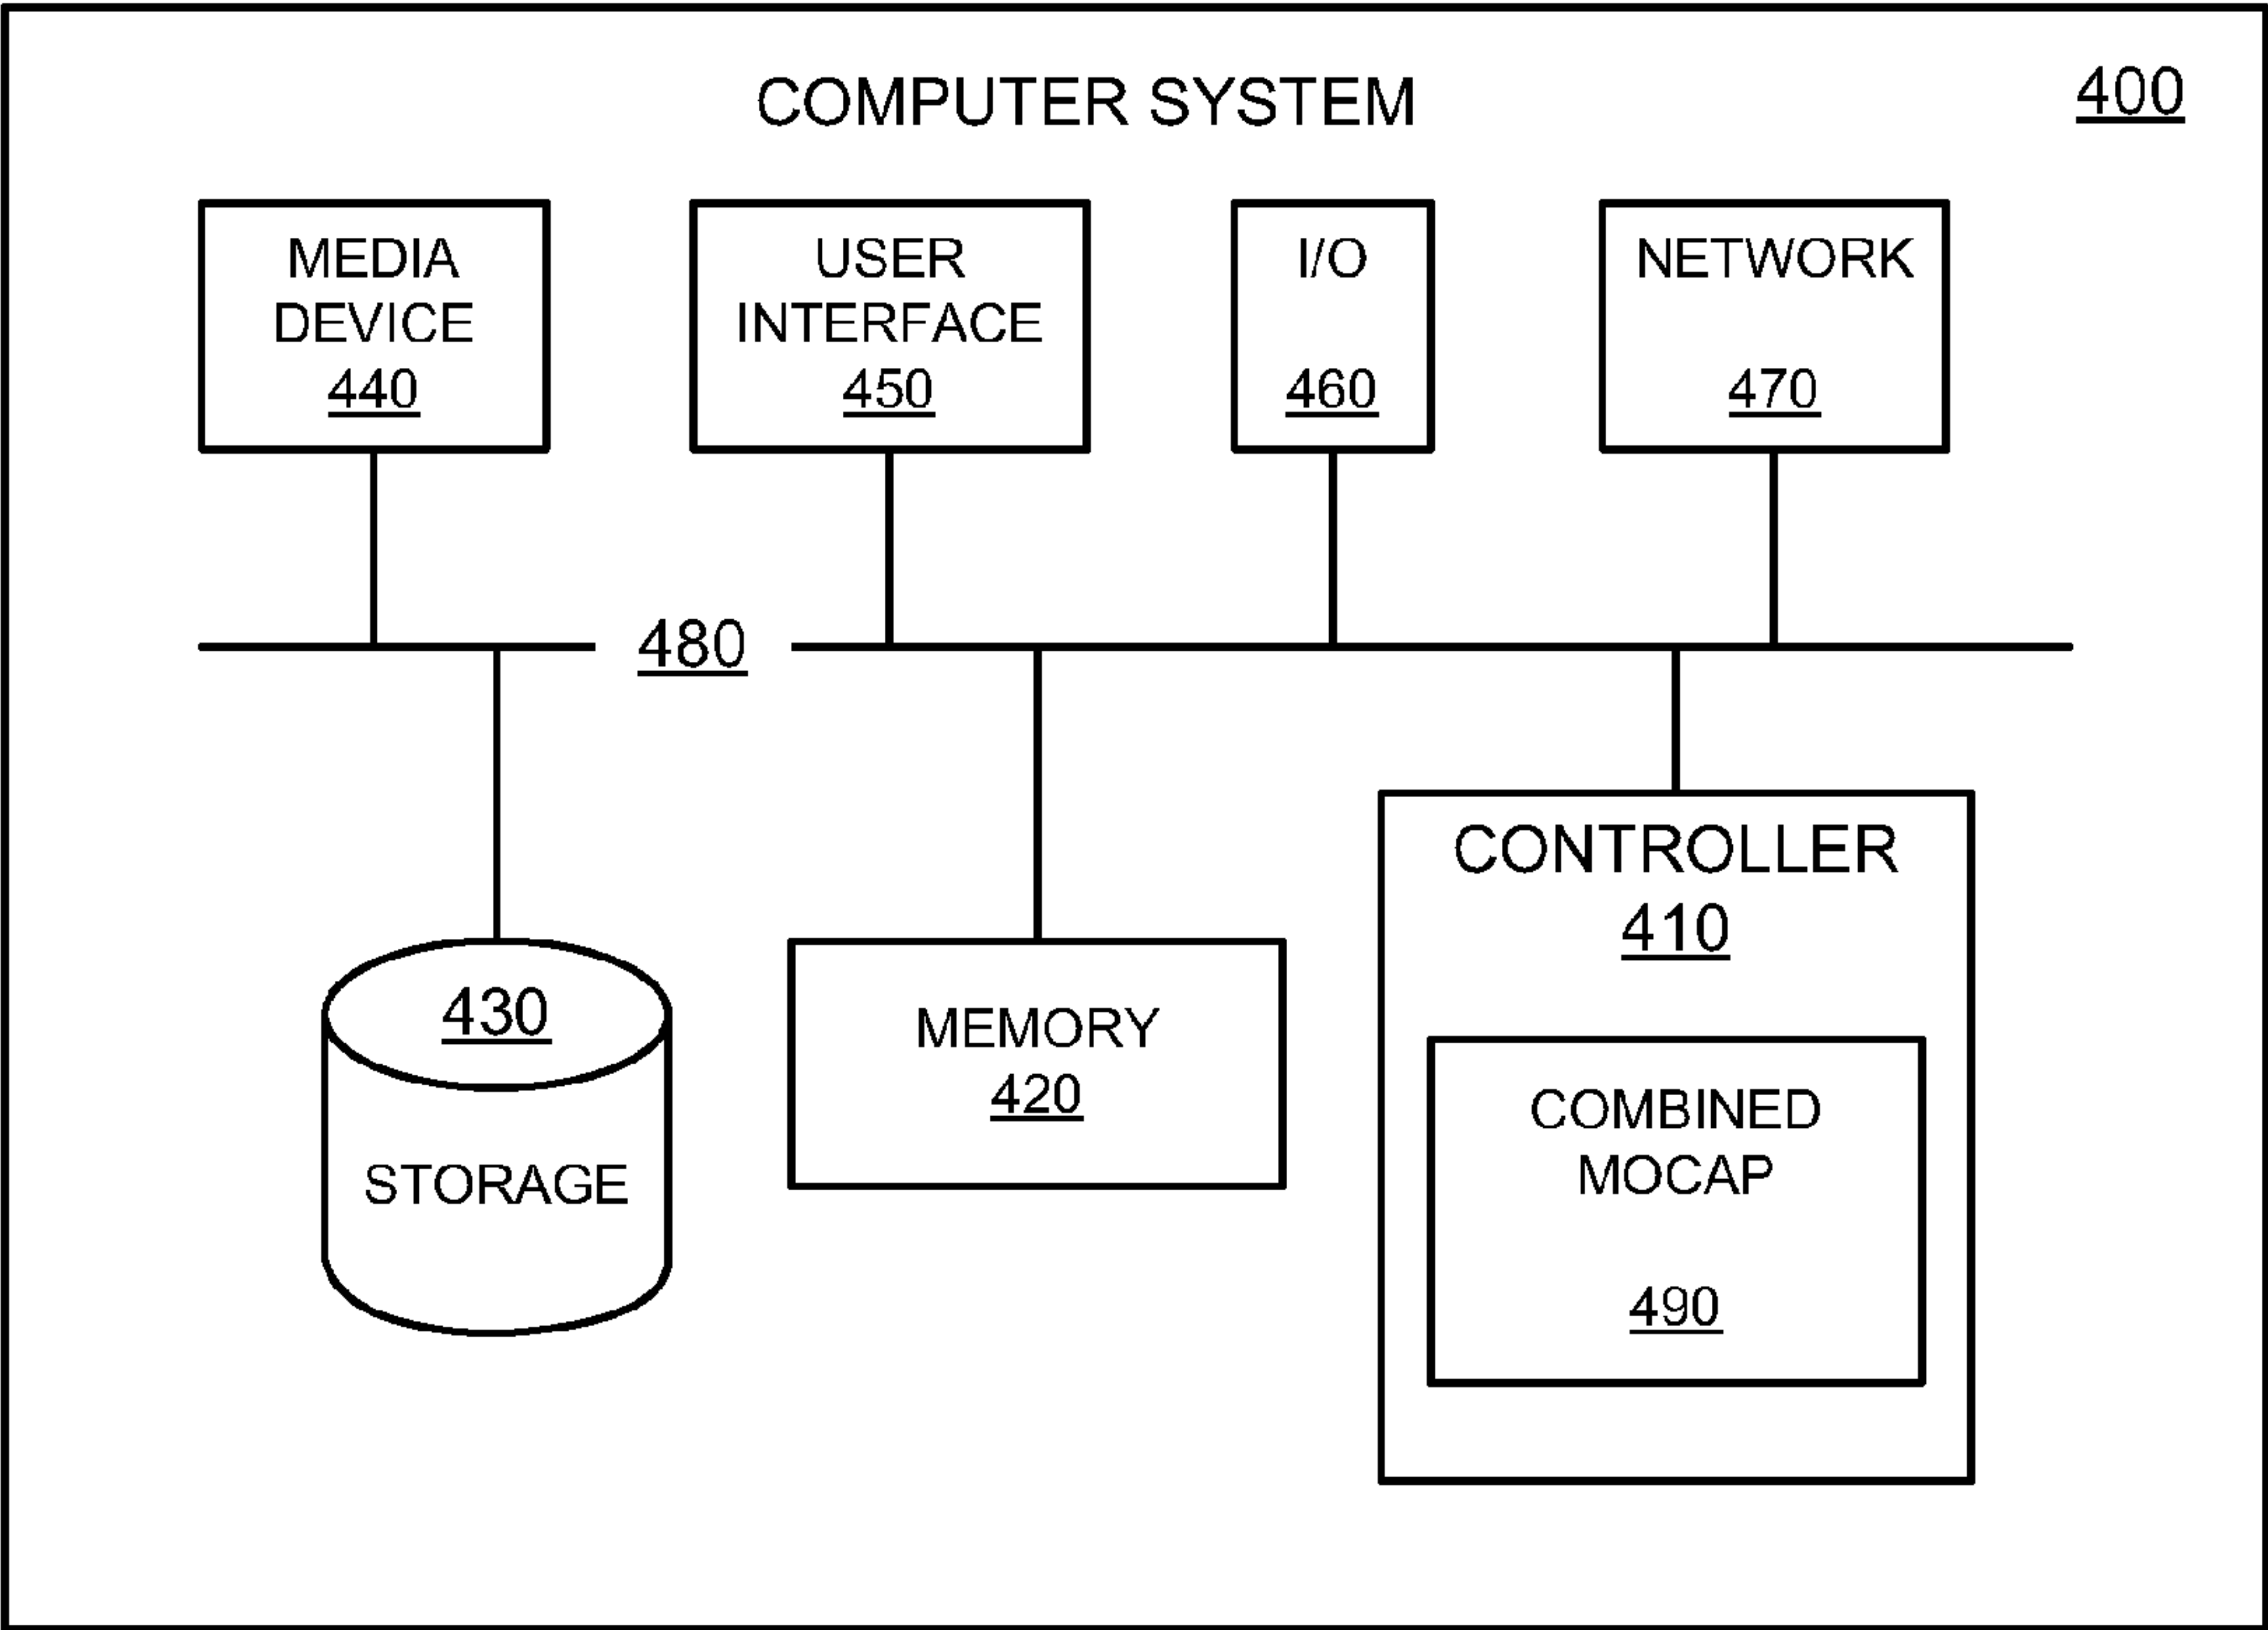 COMPUTER SYSTEM
400
MEDIA
DEVICE
440
USER
INTERFACE
450
I/O
460
NETWORK
470
480
430
STORAGE
MEMORY
420
CONTROLLER
410
COMBINED
MOCAP
490